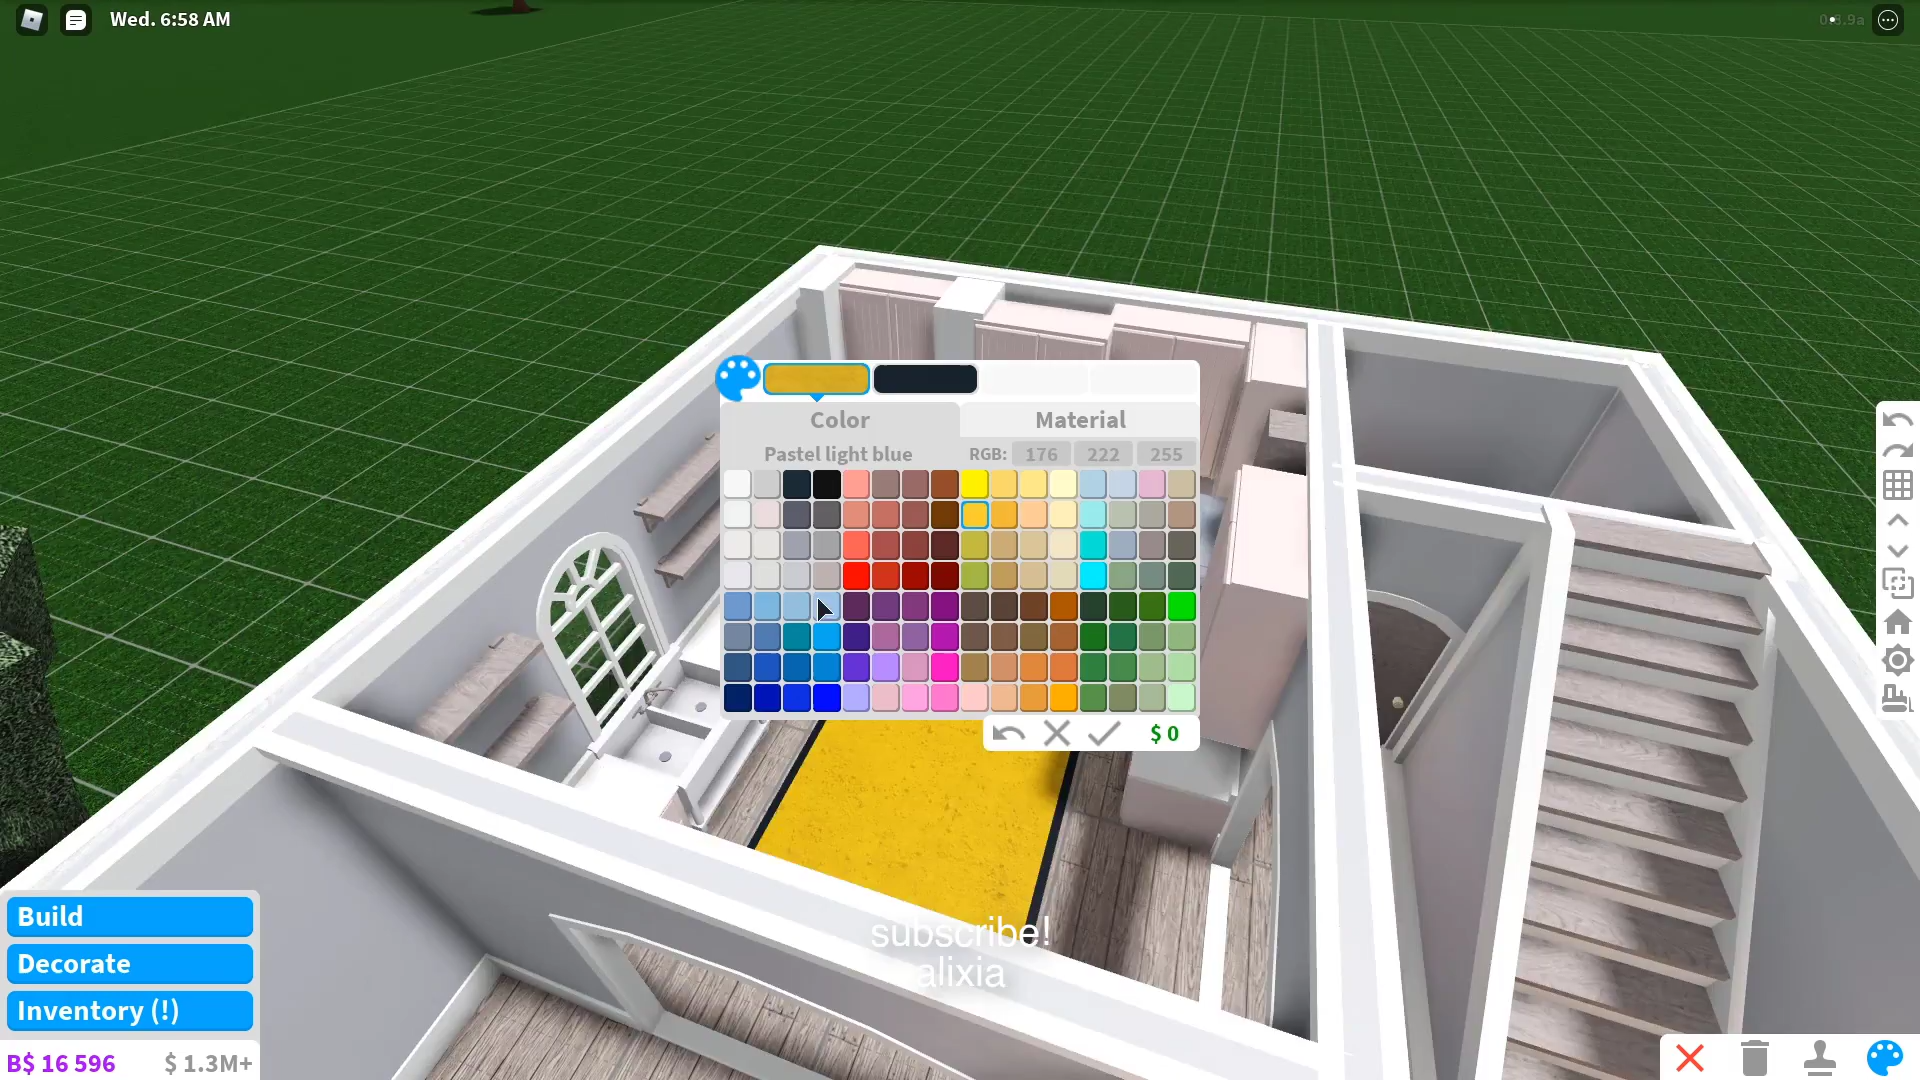 Wed. 6:58 AM
Color
Material
Pastel light blue
RGB: 176 222 255
$ 0
subscribe!
alixia
Build
Decorate
Inventory (!)
B$ 16 596
$ 1.3M+